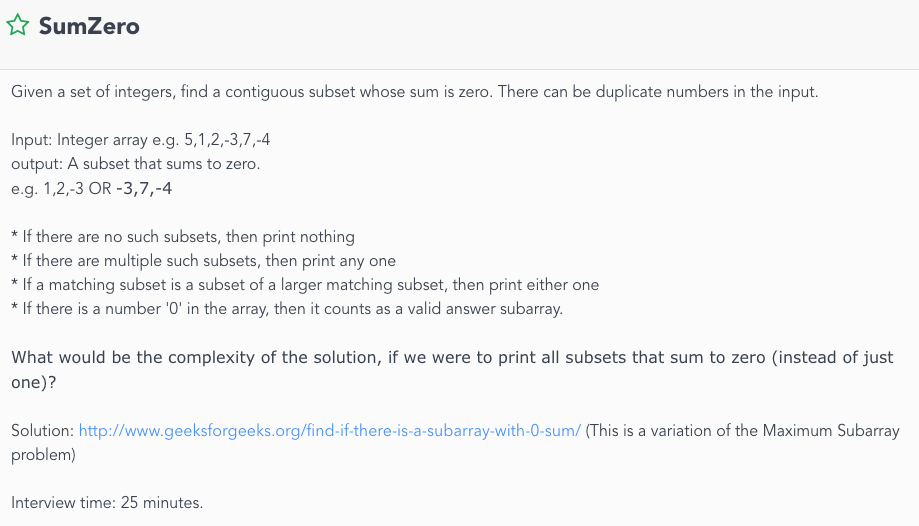 SumZero
Given a set of integers, find a contiguous subset whose sum is zero. There can be duplicate numbers in the input.
Input: Integer array e.g. 5,1,2,-3,7,-4
output: A subset that sums to zero.
e.g. 1,2,-3 OR -3,7,-4
* If there are no such subsets, then print nothing
* If there are multiple such subsets, then print any one
* If a matching subset is a subset of a larger matching subset, then print either one
* If there is a number '0' in the array, then it counts as a valid answer subarray.
What would be the complexity of the solution, if we were to print all subsets that sum to zero (instead of just
one)?
Solution: http://www.geeksforgeeks.org/find-if-there-is-a-subarray-with-0-sum/ (This is a variation of the Maximum Subarray
problem)
Interview time: 25 minutes.